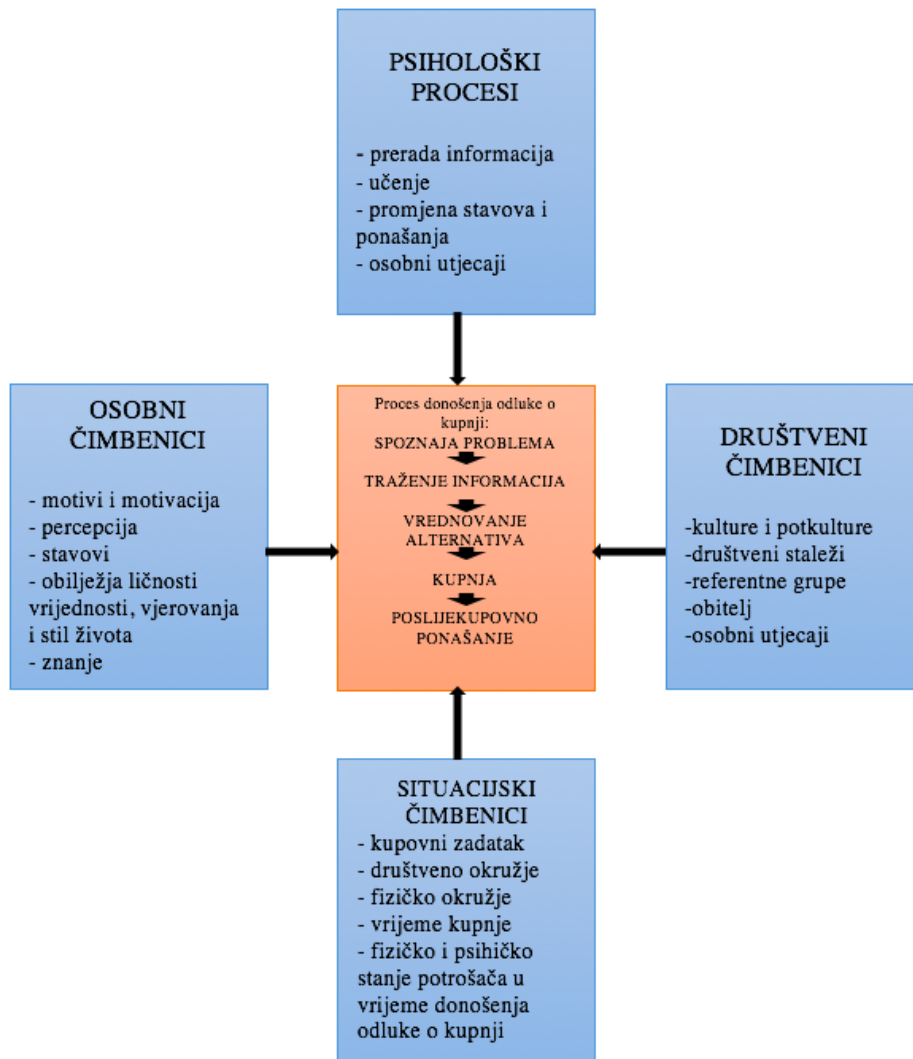 PSIHOLOŠKI
PROCESI
- prerada informacija
- učenje
- promjena stavova i
ponašanja
- osobni utjecaji
OSOBNI
ČIMBENICI
- motivi i motivacija
- percepcija
- stavovi
- obilježja ličnosti
vrijednosti, vjerovanja
i stil života
- znanje
Proces donošenja odluke o
kupnji:
SPOZNAJA PROBLEMA
TRAŽENJE INFORMACIJA
VREDNOVANJE
ALTERNATIVA
KUPNJA
POSLIJEKUPOVNO
PONAŠANJE
DRUŠTVENI
ČIMBENICI
-kulture i potkulture
-društveni staleži
-referentne grupe
-obitelj
-osobni utjecaji
SITUACIJSKI
ČIMBENICI
- kupovni zadatak
- društveno okružje
- fizičko okružje
- vrijeme kupnje
- fizičko i psihičko
stanje potrošača u
vrijeme donošenja
odluke o kupnji